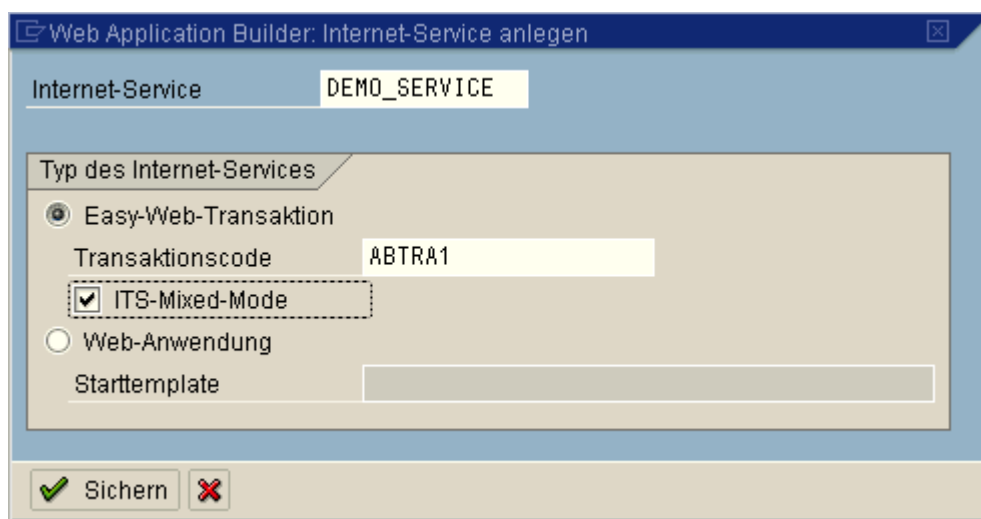 Web Application Builder: Internet-Service anlegen
Internet-Service DEMO_SERVICE
Typ des Internet-Services
Easy-Web-Transaktion
Transaktionscode ABTRA1
ITS-Mixed-Mode
Web-Anwendung
Starttemplate
Sichern